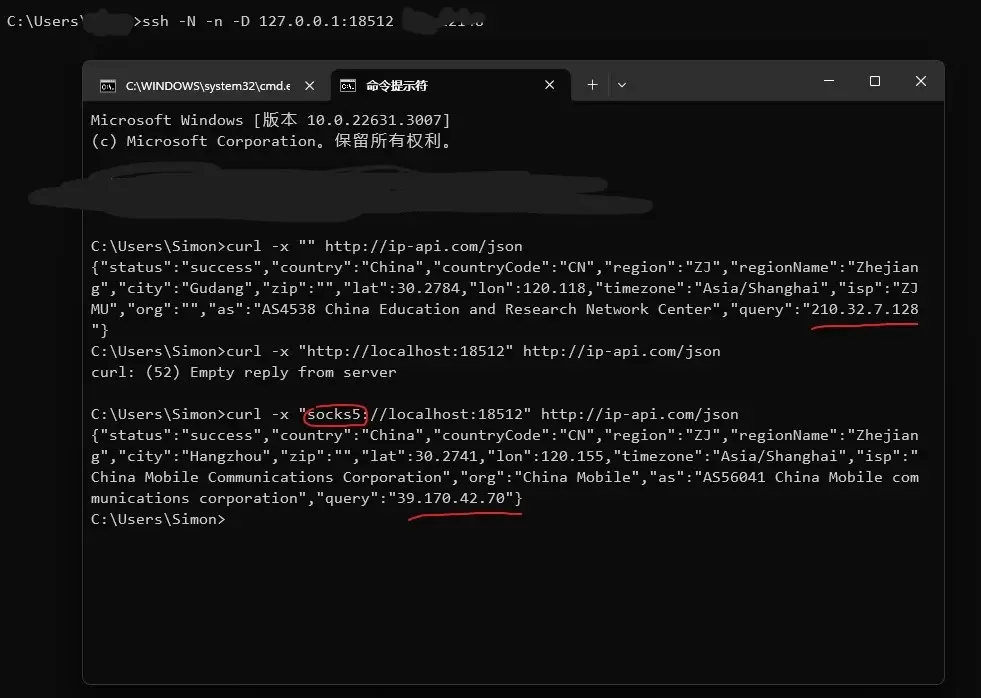 C:\Users\ >ssh -N -n -D 127.0.0.1:18512
C:\WINDOWS\system32\cmd.e
命令提示符
Microsoft Windows [版本 10.0.22631.3007]
(c) Microsoft Corporation。保留所有权利。
C:\Users\Simon>curl -x "" http://ip-api.com/json
{"status":"success","country":"China","countryCode":"CN","region":"ZJ","regionName":"Zhejian
g","city":"Gudang","zip":"","lat":30.2784,"lon":120.118,"timezone":"Asia/Shanghai","isp":"ZJ
MU","org":"","as":"AS4538 China Education and Research Network Center","query":"210.32.7.128
"}
C:\Users\Simon>curl -x "http://localhost:18512" http://ip-api.com/json
curl: (52) Empty reply from server
C:\Users\Simon>curl -x "socks5://localhost:18512" http://ip-api.com/json
{"status":"success","country":"China","countryCode":"CN","region":"ZJ","regionName":"Zhejian
g","city":"Hangzhou","zip":"","lat":30.2741,"lon":120.155,"timezone":"Asia/Shanghai","isp":"
China Mobile Communications Corporation","org":"China Mobile","as":"AS56041 China Mobile com
munications corporation","query":"39.170.42.70"}
C:\Users\Simon>